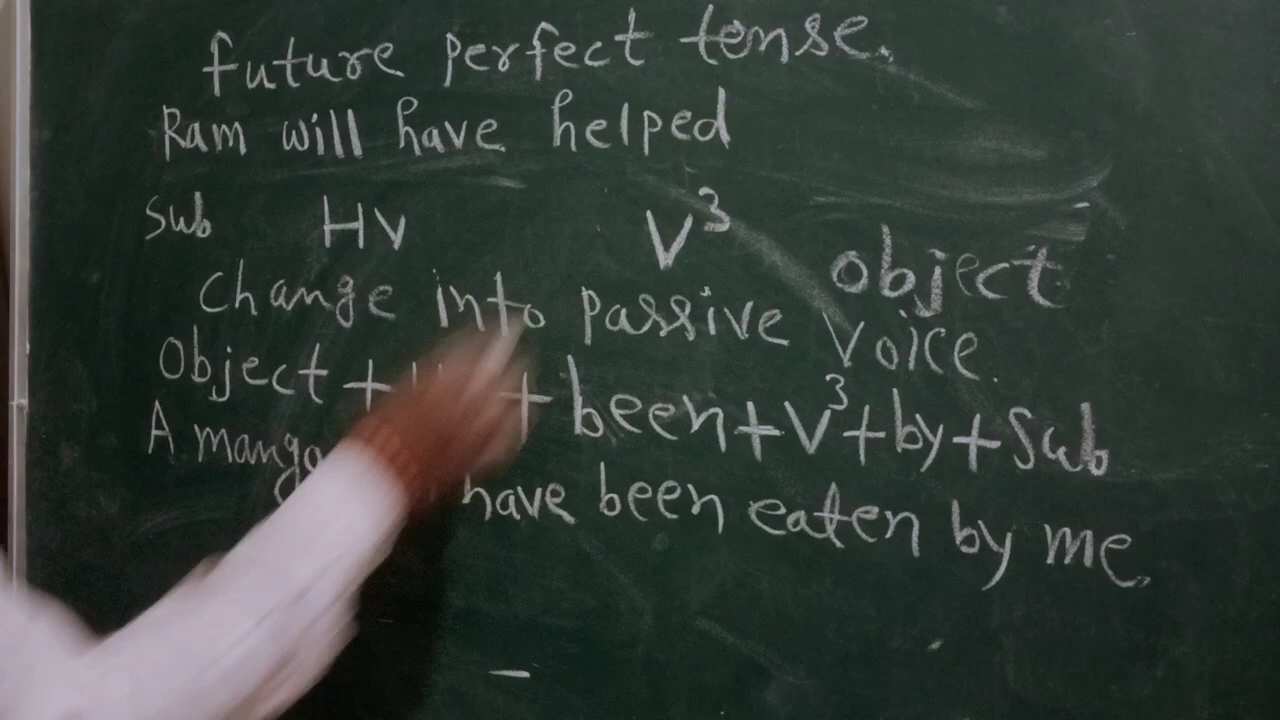 future perfect tense.
Ram will have helped
Sub HV V3 object
Change into passive Voice.
Object + + been + V3 + by + Sub
A mango have been eaten by me.